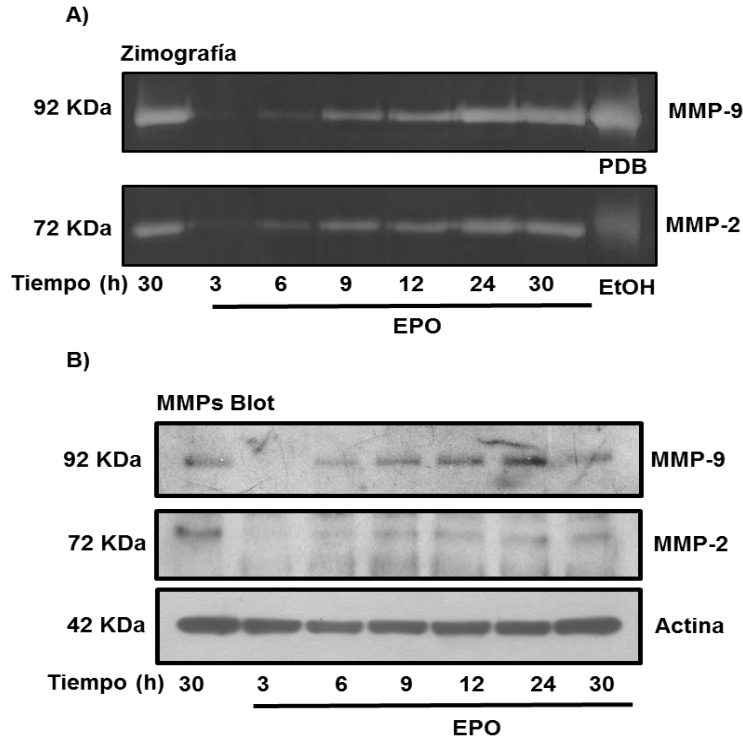 A)
Zimografía
92 KDa MMP-9
PDB
72 KDa MMP-2
Tiempo (h) 30 3 6 9 12 24 30 EtOH
EPO
B)
MMPs Blot
92 KDa MMP-9
72 KDa MMP-2
42 KDa Actina
Tiempo (h) 30 3 6 9 12 24 30
EPO